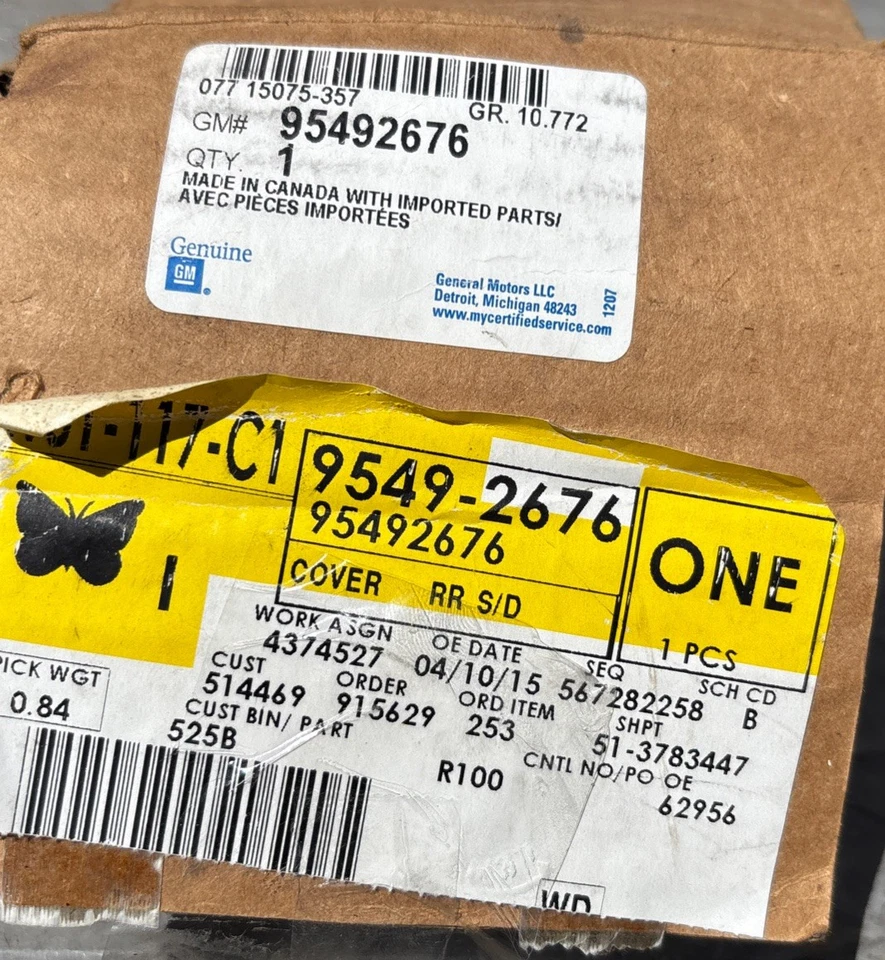 077 15075-357
GR. 10.772
GM# 95492676
QTY. 1
MADE IN CANADA WITH IMPORTED PARTS/
AVEC PIÈCES IMPORTÉES
Genuine
GM
General Motors LLC
Detroit, Michigan 48243
www.mycertifiedservice.com
1207
117-C1
9549-2676
95492676
COVER RR S/D
ONE
1 PCS
I
PICK WGT
0.84
WORK ASGN
4374527
OE DATE
04/10/15
SEQ
567282258
SCH CD
B
CUST
514469
ORDER
915629
ORD ITEM
253
SHPT
51-3783447
CUST BIN/ PART
525B
R100
CNTL NO/PO OE
62956
WD